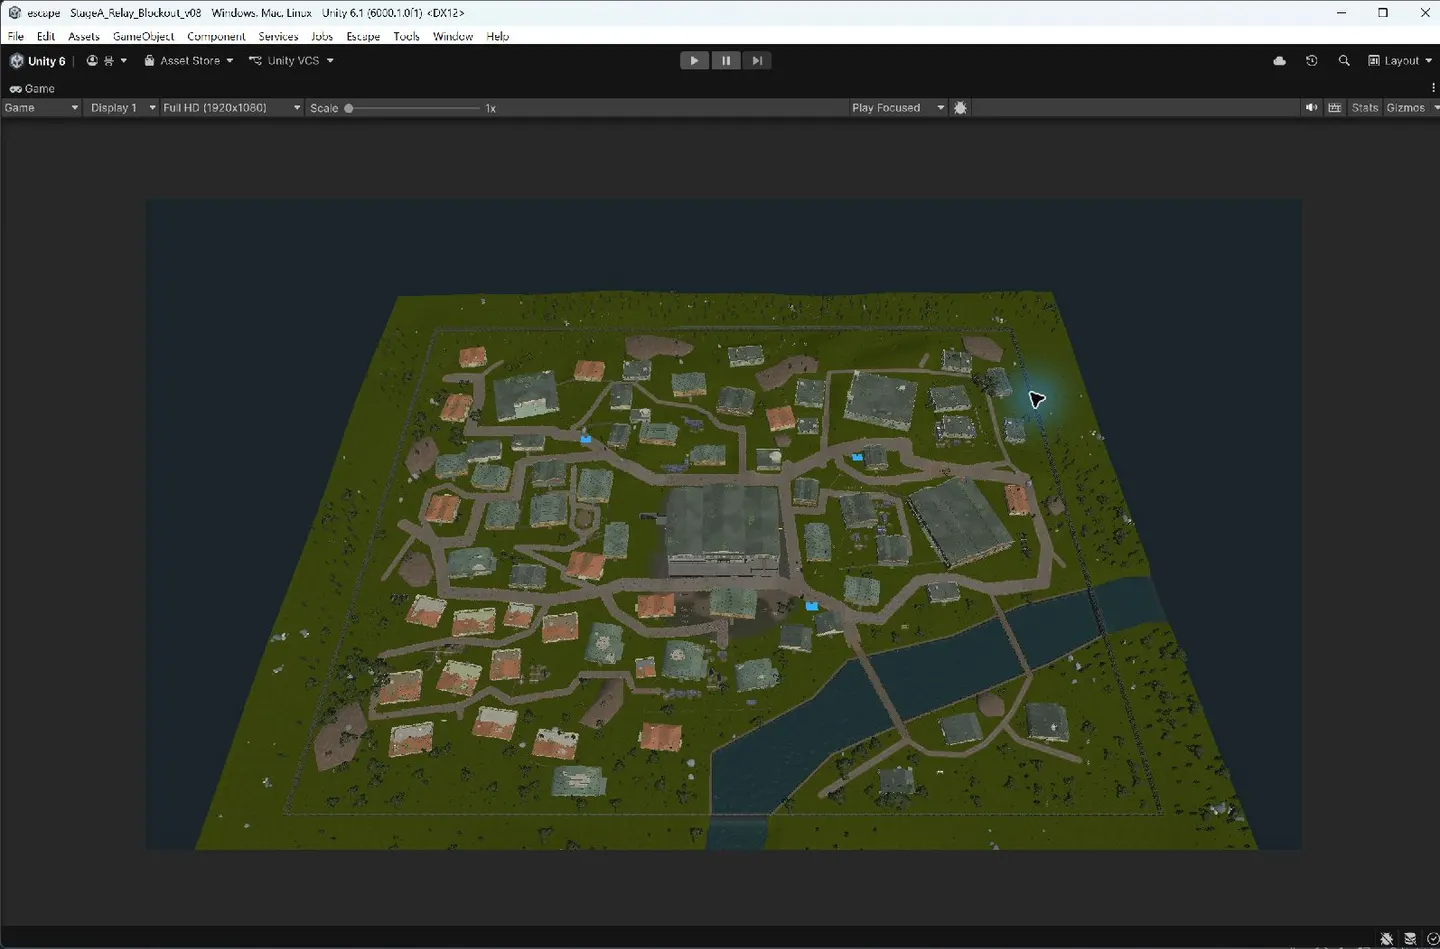 escape   StageA_Relay_Blockout_v08   Windows, Mac, Linux   Unity 6.1 (6000.1.0f1) <DX12>
File Edit Assets GameObject Component Services Jobs Escape Tools Window Help
Unity 6 Asset Store Unity VCS Layout
Game
Game Display 1 Full HD (1920x1080) Scale 1x Play Focused Stats Gizmos